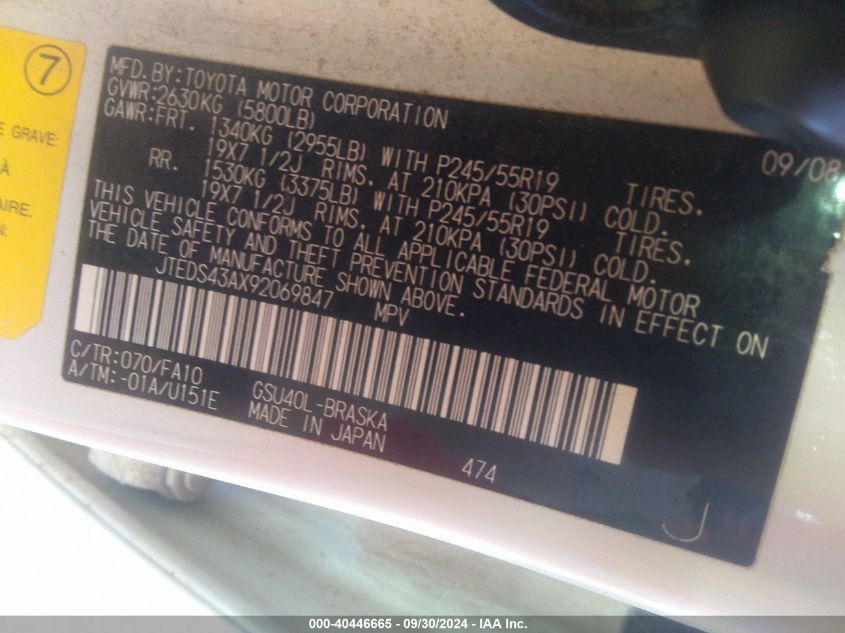 7
E GRAVE:
À
AIRE.
N:
MFD.BY:TOYOTA MOTOR CORPORATION 09/08
GVWR:2630KG (5800LB)
GAWR:FRT. 1340KG (2955LB) WITH P245/55R19 TIRES.
19X7 1/2J RIMS. AT 210KPA (30PSI) COLD.
RR. 1530KG (3375LB) WITH P245/55R19 TIRES.
19X7 1/2J RIMS. AT 210KPA (30PSI) COLD.
THIS VEHICLE CONFORMS TO ALL APPLICABLE FEDERAL MOTOR
VEHICLE SAFETY AND THEFT PREVENTION STANDARDS IN EFFECT ON
THE DATE OF MANUFACTURE SHOWN ABOVE.
JTEDS43AX92069847 MPV
C/TR:070/FA10
A/TM:-01A/U151E
GSU40L-BRASKA
MADE IN JAPAN
474
J
000-40446665 - 09/30/2024 - IAA Inc.